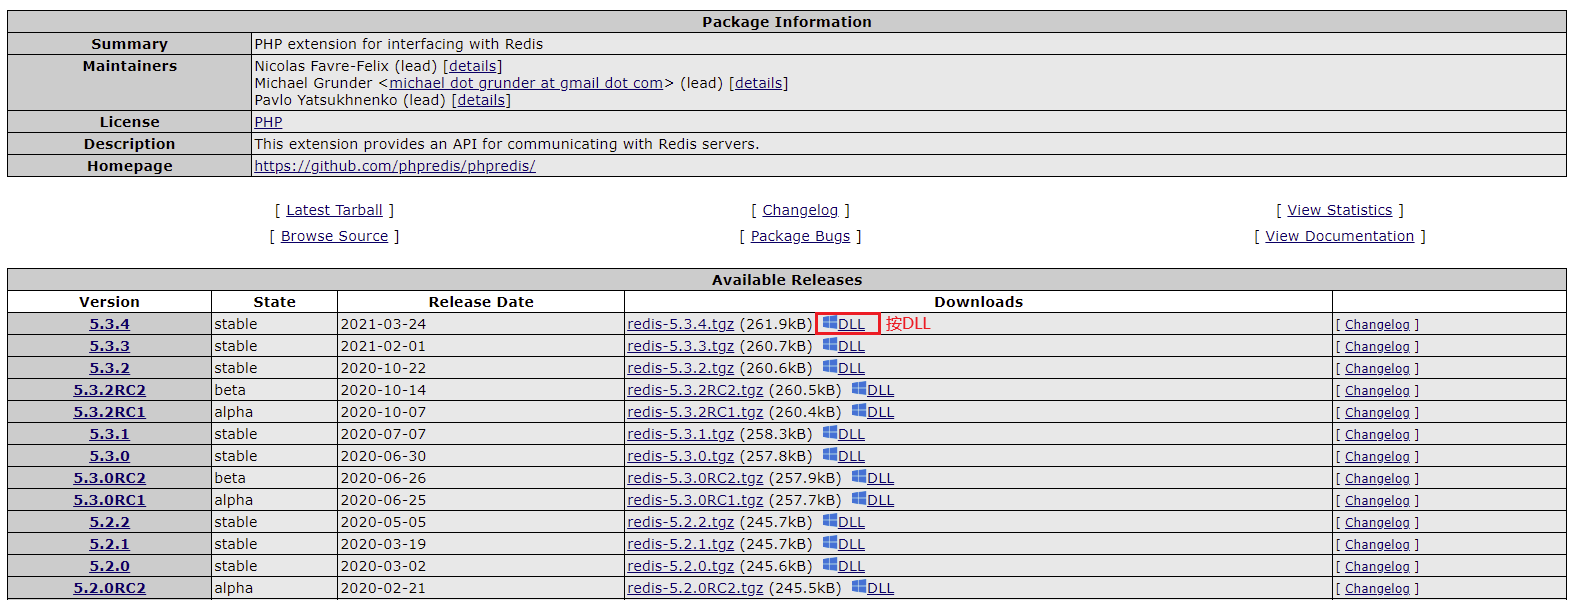 Package Information
Summary PHP extension for interfacing with Redis
Maintainers Nicolas Favre-Felix (lead) [details]
Michael Grunder <michael dot grunder at gmail dot com> (lead) [details]
Pavlo Yatsukhnenko (lead) [details]
License PHP
Description This extension provides an API for communicating with Redis servers.
Homepage https://github.com/phpredis/phpredis/
[ Latest Tarball ] [ Changelog ] [ View Statistics ]
[ Browse Source ] [ Package Bugs ] [ View Documentation ]
Available Releases
Version State Release Date Downloads
5.3.4 stable 2021-03-24 redis-5.3.4.tgz (261.9kB) DLL 按DLL [ Changelog ]
5.3.3 stable 2021-02-01 redis-5.3.3.tgz (260.7kB) DLL [ Changelog ]
5.3.2 stable 2020-10-22 redis-5.3.2.tgz (260.6kB) DLL [ Changelog ]
5.3.2RC2 beta 2020-10-14 redis-5.3.2RC2.tgz (260.5kB) DLL [ Changelog ]
5.3.2RC1 alpha 2020-10-07 redis-5.3.2RC1.tgz (260.4kB) DLL [ Changelog ]
5.3.1 stable 2020-07-07 redis-5.3.1.tgz (258.3kB) DLL [ Changelog ]
5.3.0 stable 2020-06-30 redis-5.3.0.tgz (257.8kB) DLL [ Changelog ]
5.3.0RC2 beta 2020-06-26 redis-5.3.0RC2.tgz (257.9kB) DLL [ Changelog ]
5.3.0RC1 alpha 2020-06-25 redis-5.3.0RC1.tgz (257.7kB) DLL [ Changelog ]
5.2.2 stable 2020-05-05 redis-5.2.2.tgz (245.7kB) DLL [ Changelog ]
5.2.1 stable 2020-03-19 redis-5.2.1.tgz (245.7kB) DLL [ Changelog ]
5.2.0 stable 2020-03-02 redis-5.2.0.tgz (245.6kB) DLL [ Changelog ]
5.2.0RC2 alpha 2020-02-21 redis-5.2.0RC2.tgz (245.5kB) DLL [ Changelog ]